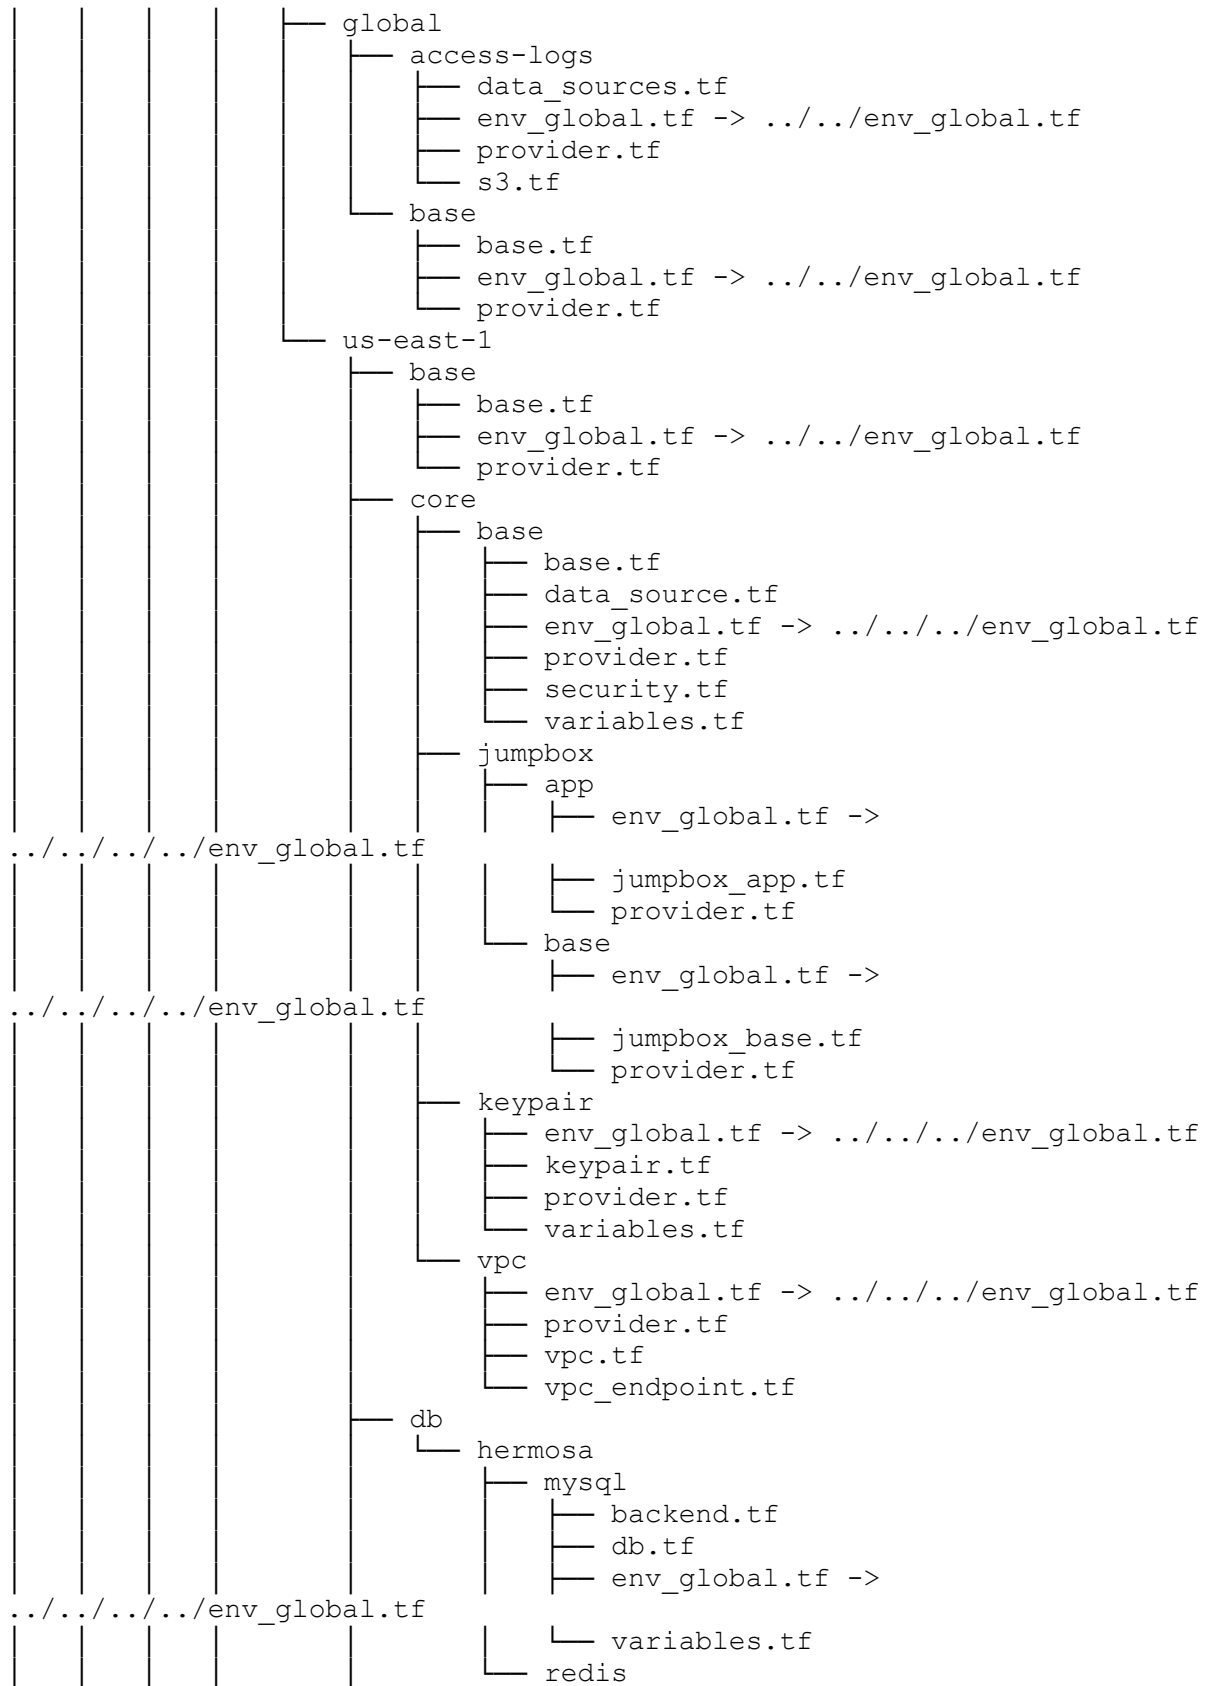 │   │   │   │   ├── global
│   │   │   │   │   ├── access-logs
│   │   │   │   │   │   ├── data_sources.tf
│   │   │   │   │   │   ├── env_global.tf -> ../../env_global.tf
│   │   │   │   │   │   ├── provider.tf
│   │   │   │   │   │   └── s3.tf
│   │   │   │   │   └── base
│   │   │   │   │       ├── base.tf
│   │   │   │   │       ├── env_global.tf -> ../../env_global.tf
│   │   │   │   │       └── provider.tf
│   │   │   │   └── us-east-1
│   │   │   │       ├── base
│   │   │   │       │   ├── base.tf
│   │   │   │       │   ├── env_global.tf -> ../../env_global.tf
│   │   │   │       │   └── provider.tf
│   │   │   │       ├── core
│   │   │   │       │   ├── base
│   │   │   │       │   │   ├── base.tf
│   │   │   │       │   │   ├── data_source.tf
│   │   │   │       │   │   ├── env_global.tf -> ../../../env_global.tf
│   │   │   │       │   │   ├── provider.tf
│   │   │   │       │   │   ├── security.tf
│   │   │   │       │   │   └── variables.tf
│   │   │   │       │   ├── jumpbox
│   │   │   │       │   │   ├── app
│   │   │   │       │   │   │   ├── env_global.tf ->
../../../../env_global.tf
│   │   │   │       │   │   │   ├── jumpbox_app.tf
│   │   │   │       │   │   │   └── provider.tf
│   │   │   │       │   │   └── base
│   │   │   │       │   │       ├── env_global.tf ->
../../../../env_global.tf
│   │   │   │       │   │       ├── jumpbox_base.tf
│   │   │   │       │   │       └── provider.tf
│   │   │   │       │   ├── keypair
│   │   │   │       │   │   ├── env_global.tf -> ../../../env_global.tf
│   │   │   │       │   │   ├── keypair.tf
│   │   │   │       │   │   ├── provider.tf
│   │   │   │       │   │   └── variables.tf
│   │   │   │       │   └── vpc
│   │   │   │       │       ├── env_global.tf -> ../../../env_global.tf
│   │   │   │       │       ├── provider.tf
│   │   │   │       │       ├── vpc.tf
│   │   │   │       │       └── vpc_endpoint.tf
│   │   │   │       ├── db
│   │   │   │       │   └── hermosa
│   │   │   │       │       ├── mysql
│   │   │   │       │       │   ├── backend.tf
│   │   │   │       │       │   ├── db.tf
│   │   │   │       │       │   ├── env_global.tf ->
../../../../env_global.tf
│   │   │   │       │       │   └── variables.tf
│   │   │   │       │       └── redis